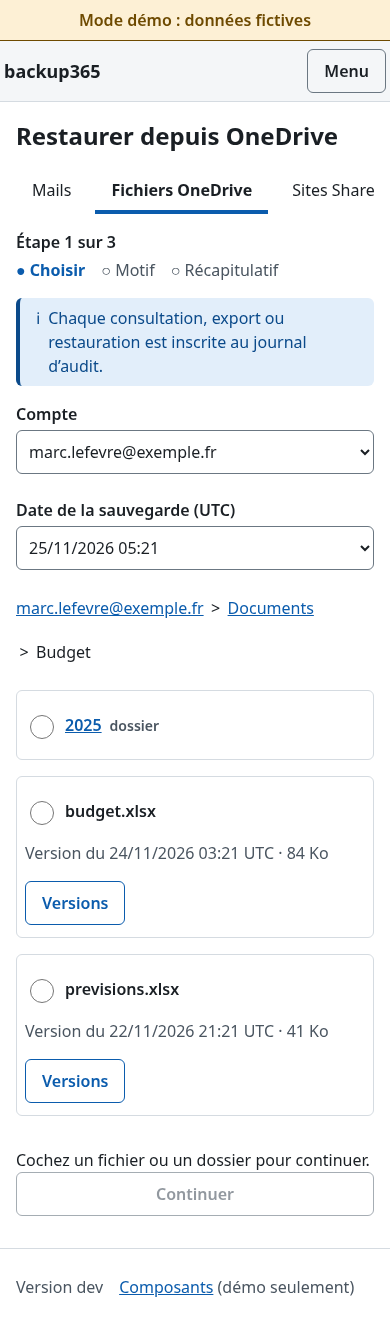 Mode démo : données fictives
backup365
Menu
Restaurer depuis OneDrive
Mails
Fichiers OneDrive
Sites Share
Étape 1 sur 3
● Choisir ○ Motif ○ Récapitulatif
i Chaque consultation, export ou
restauration est inscrite au journal
d’audit.
Compte
marc.lefevre@exemple.fr
Date de la sauvegarde (UTC)
25/11/2026 05:21
marc.lefevre@exemple.fr > Documents
> Budget
2025 dossier
budget.xlsx
Version du 24/11/2026 03:21 UTC · 84 Ko
Versions
previsions.xlsx
Version du 22/11/2026 21:21 UTC · 41 Ko
Versions
Cochez un fichier ou un dossier pour continuer.
Continuer
Version dev Composants (démo seulement)